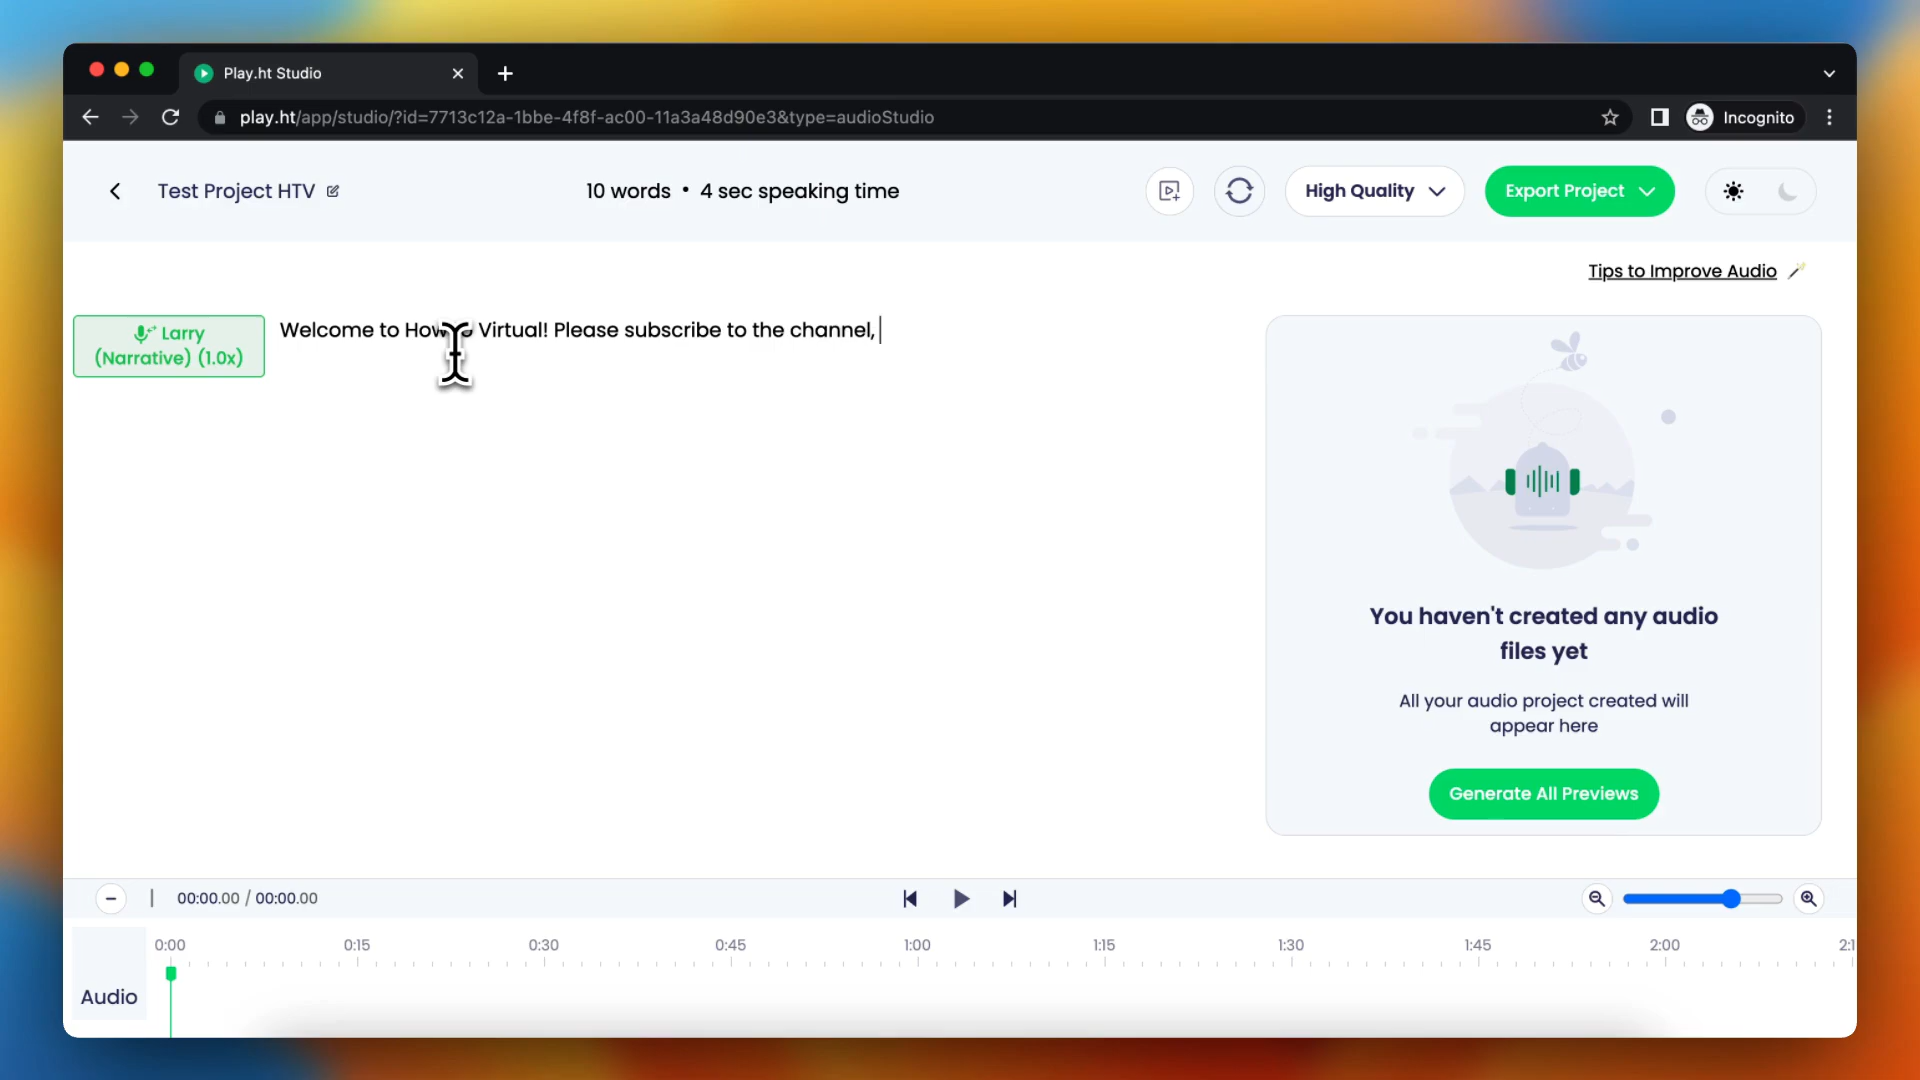 Play.ht Studio
play.ht/app/studio/?id=7713c12a-1bbe-4f8f-ac00-11a3a48d90e3&type=audioStudio
Incognito
Test Project HTV
10 words • 4 sec speaking time
High Quality
Export Project
Tips to Improve Audio
Larry
(Narrative) (1.0x)
Welcome to How Virtual! Please subscribe to the channel,
You haven't created any audio
files yet
All your audio project created will
appear here
Generate All Previews
00:00.00 / 00:00.00
0:00 0:15 0:30 0:45 1:00 1:15 1:30 1:45 2:00
Audio